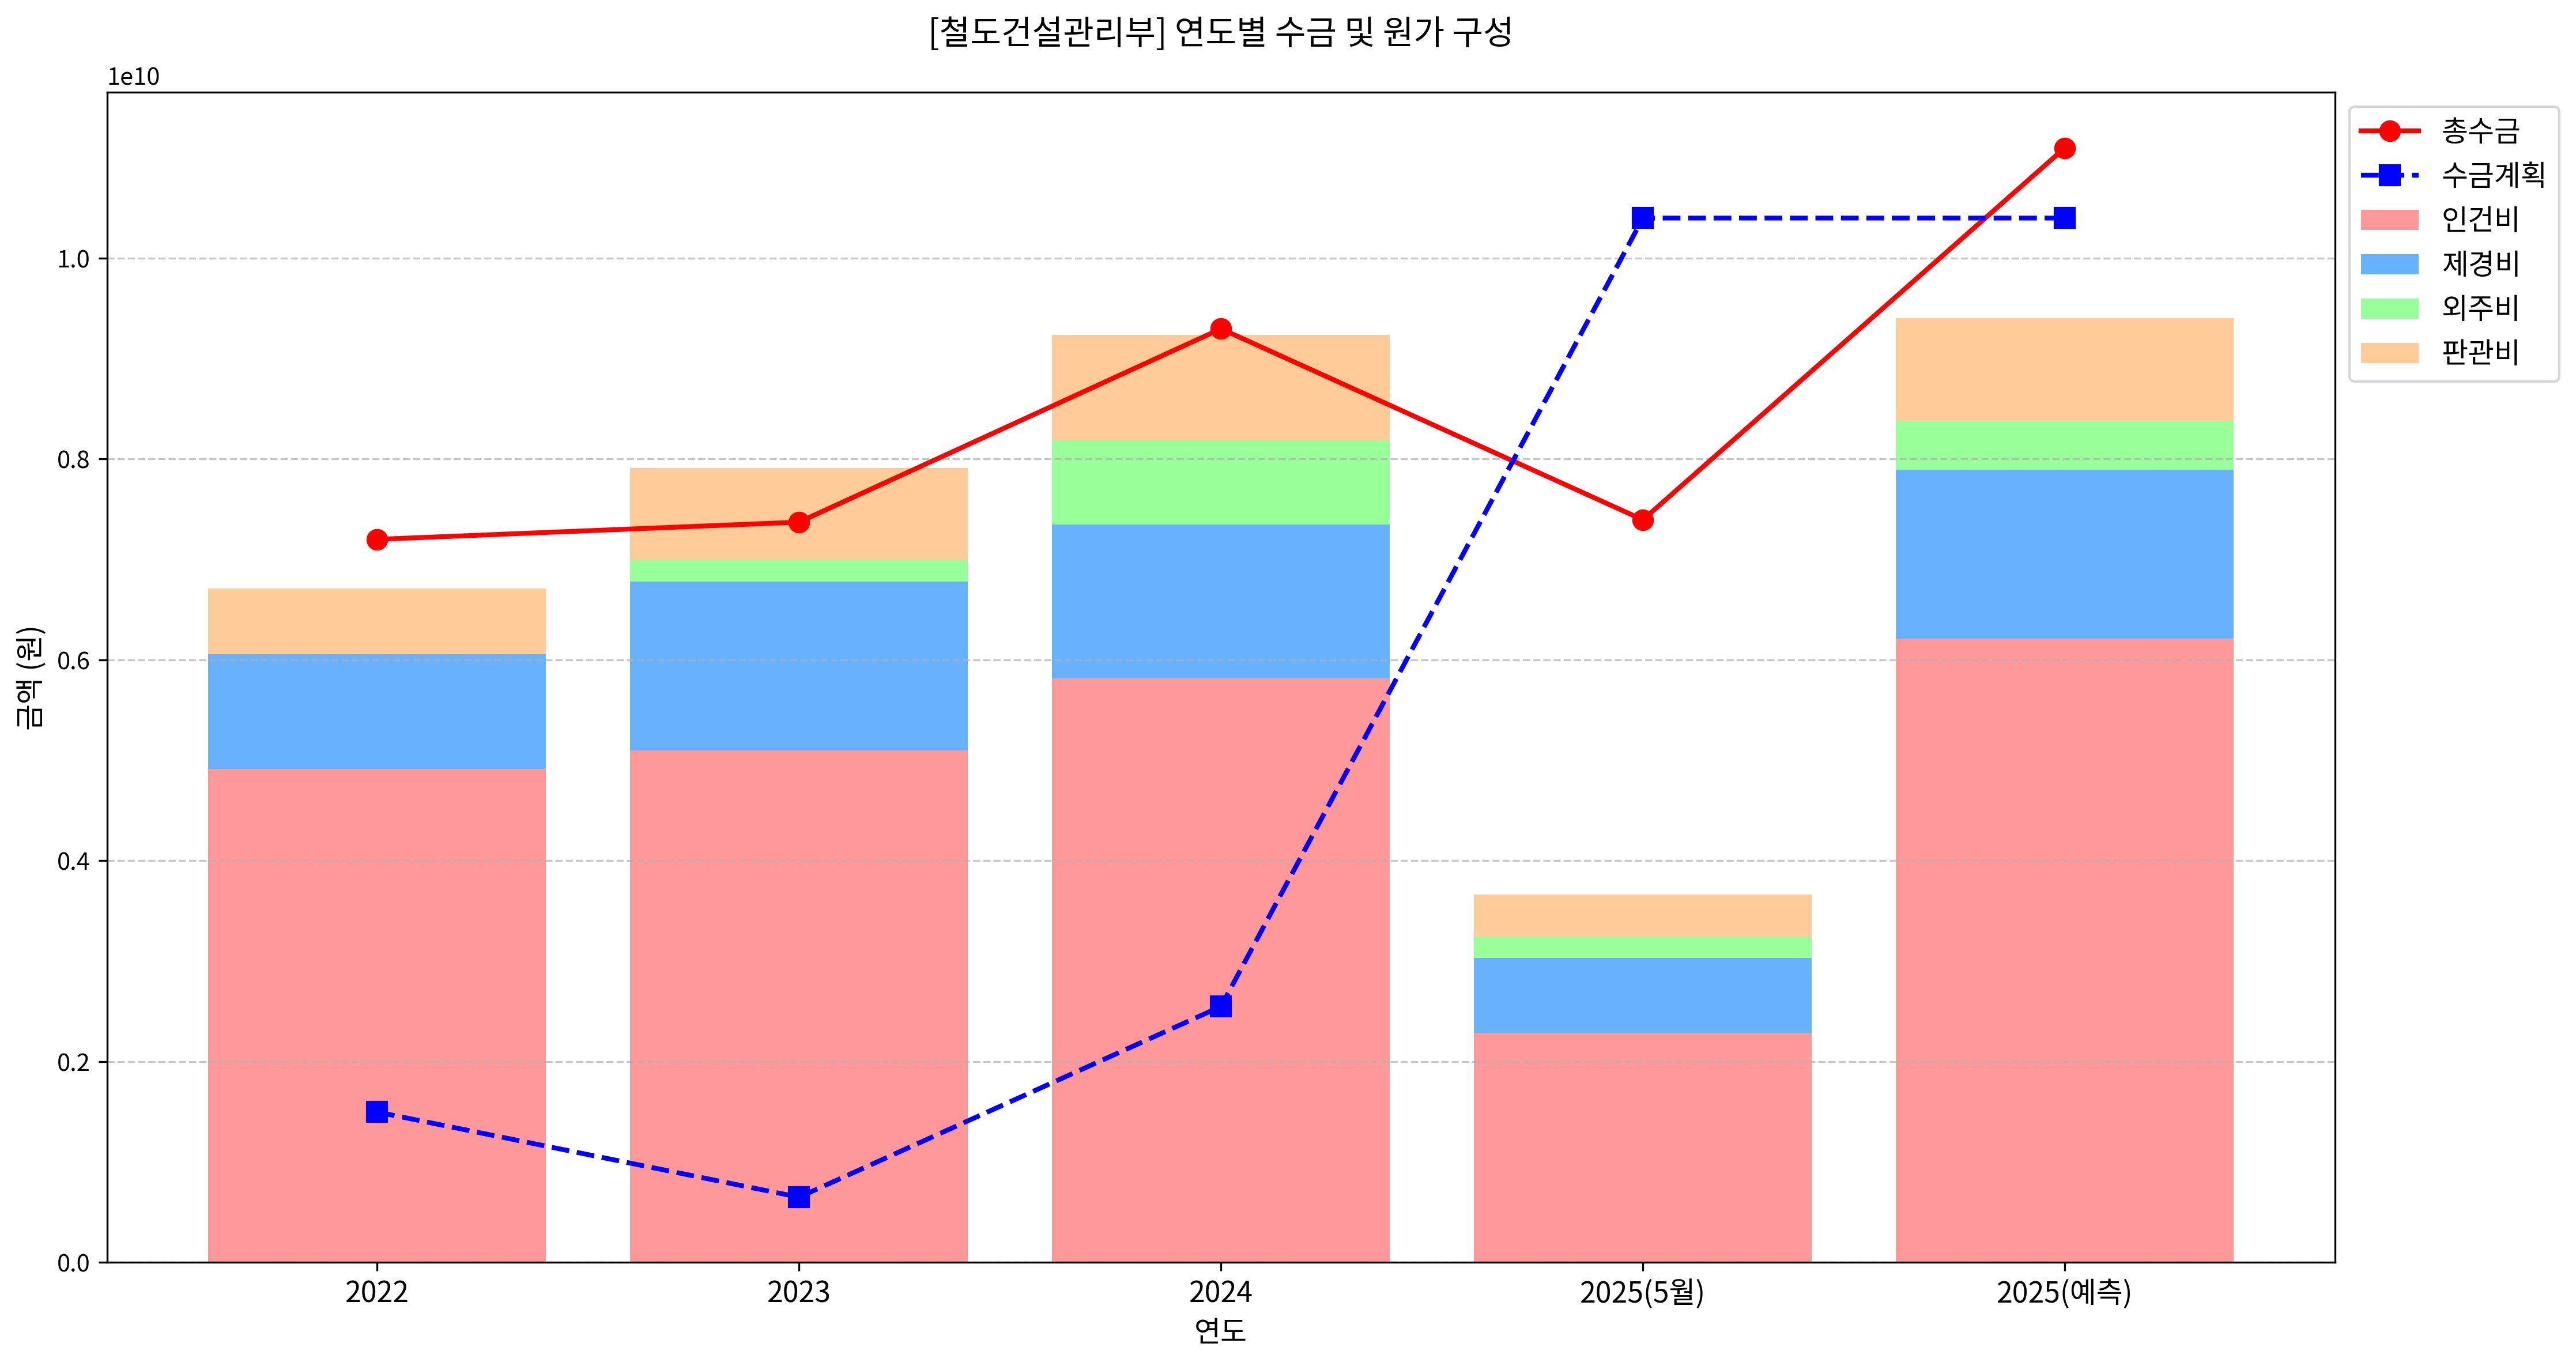 [철도건설관리부] 연도별 수금 및 원가 구성
1e10
총수금
수금계획
인건비
제경비
외주비
판관비
1.0
0.8
0.6
0.4
0.2
0.0
금액 (원)
2022
2023
2024
2025(5월)
2025(예측)
연도